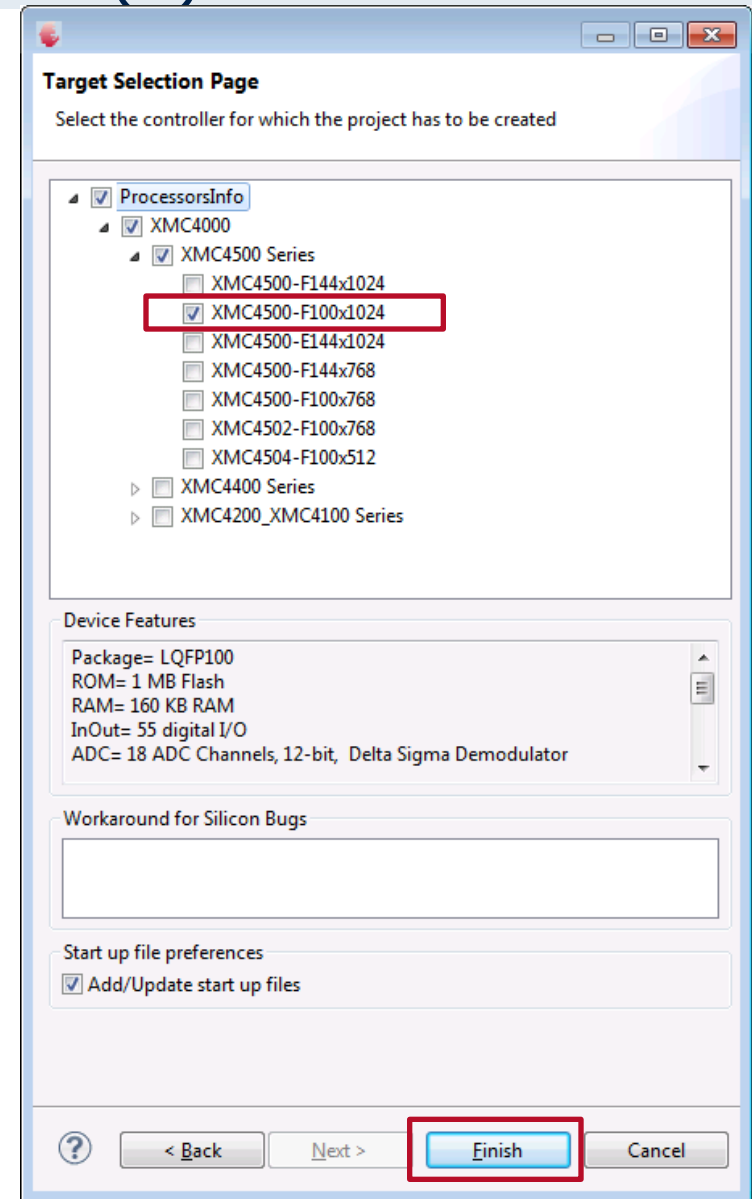 Target Selection Page
Select the controller for which the project has to be created
ProcessorsInfo
XMC4000
XMC4500 Series
XMC4500-F144x1024
XMC4500-F100x1024
XMC4500-E144x1024
XMC4500-F144x768
XMC4500-F100x768
XMC4502-F100x768
XMC4504-F100x512
XMC4400 Series
XMC4200_XMC4100 Series
Device Features
Package= LQFP100
ROM= 1 MB Flash
RAM= 160 KB RAM
InOut= 55 digital I/O
ADC= 18 ADC Channels, 12-bit, Delta Sigma Demodulator
Workaround for Silicon Bugs
Start up file preferences
Add/Update start up files
? < Back Next > Finish Cancel